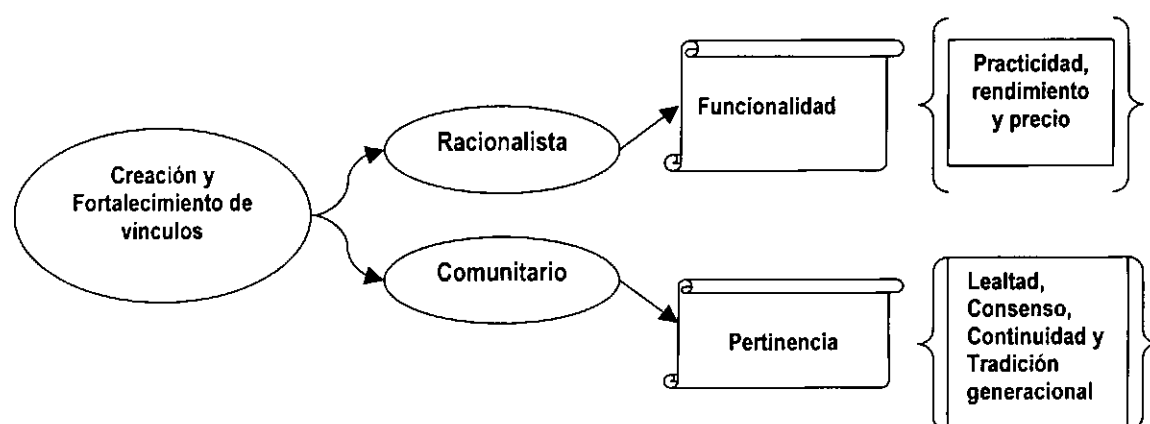 Creación y
Fortalecimiento de
vinculos
Racionalista
Funcionalidad
Practicidad,
rendimiento
y precio
Comunitario
Pertinencia
Lealtad,
Consenso,
Continuidad y
Tradición
generacional